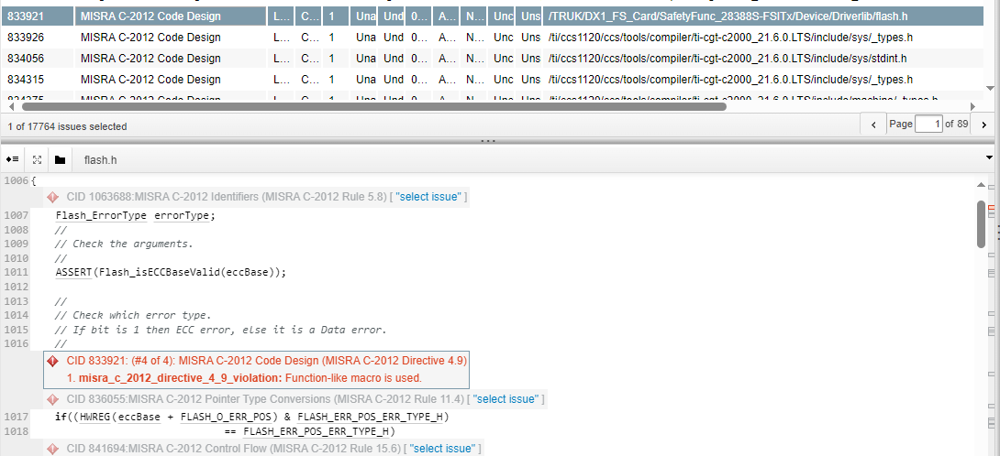 833921 MISRA C-2012 Code Design L... C... 1 Una Und 0... A... N... Unc Uns /TRUK/DX1_FS_Card/SafetyFunc_28388S-FSITx/Device/Driverlib/flash.h
833926 MISRA C-2012 Code Design L... C... 1 Una Und 0... A... N... Unc Uns /ti/ccs1120/ccs/tools/compiler/ti-cgt-c2000_21.6.0.LTS/include/sys/_types.h
834056 MISRA C-2012 Code Design L... C... 1 Una Und 0... A... N... Unc Uns /ti/ccs1120/ccs/tools/compiler/ti-cgt-c2000_21.6.0.LTS/include/sys/stdint.h
834315 MISRA C-2012 Code Design L... C... 1 Una Und 0... A... N... Unc Uns /ti/ccs1120/ccs/tools/compiler/ti-cgt-c2000_21.6.0.LTS/include/sys/_types.h
834275 MISRA C-2012 Code Design L... C... 1 Una Und 0... A... N... Unc Uns /ti/ccs1120/ccs/tools/compiler/ti-cgt-c2000_21.6.0.LTS/include/machine/_types.h
1 of 17764 issues selected Page 1 of 89
flash.h
1006 {
CID 1063688:MISRA C-2012 Identifiers (MISRA C-2012 Rule 5.8) [ "select issue" ]
1007 Flash_ErrorType errorType;
1008 //
1009 // Check the arguments.
1010 //
1011 ASSERT(Flash_isECCBaseValid(eccBase));
1012
1013 //
1014 // Check which error type.
1015 // If bit is 1 then ECC error, else it is a Data error.
1016 //
CID 833921: (#4 of 4): MISRA C-2012 Code Design (MISRA C-2012 Directive 4.9)
1. misra_c_2012_directive_4_9_violation: Function-like macro is used.
CID 836055:MISRA C-2012 Pointer Type Conversions (MISRA C-2012 Rule 11.4) [ "select issue" ]
1017 if((HWREG(eccBase + FLASH_O_ERR_POS) & FLASH_ERR_POS_ERR_TYPE_H)
1018 == FLASH_ERR_POS_ERR_TYPE_H)
CID 841694:MISRA C-2012 Control Flow (MISRA C-2012 Rule 15.6) [ "select issue" ]